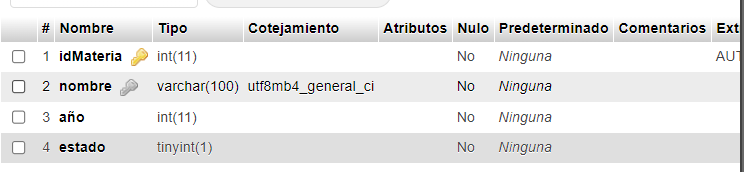 # Nombre Tipo Cotejamiento Atributos Nulo Predeterminado Comentarios Ext
1 idMateria int(11) No Ninguna AUT
2 nombre varchar(100) utf8mb4_general_ci No Ninguna
3 año int(11) No Ninguna
4 estado tinyint(1) No Ninguna